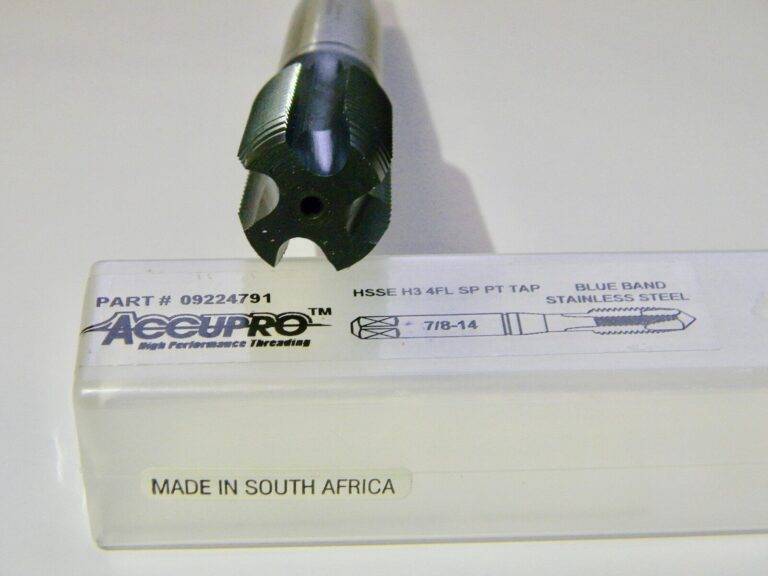 PART # 09224791
ACCUPRO™
High Performance Threading
HSSE H3 4FL SP PT TAP
BLUE BAND
STAINLESS STEEL
7/8-14
MADE IN SOUTH AFRICA